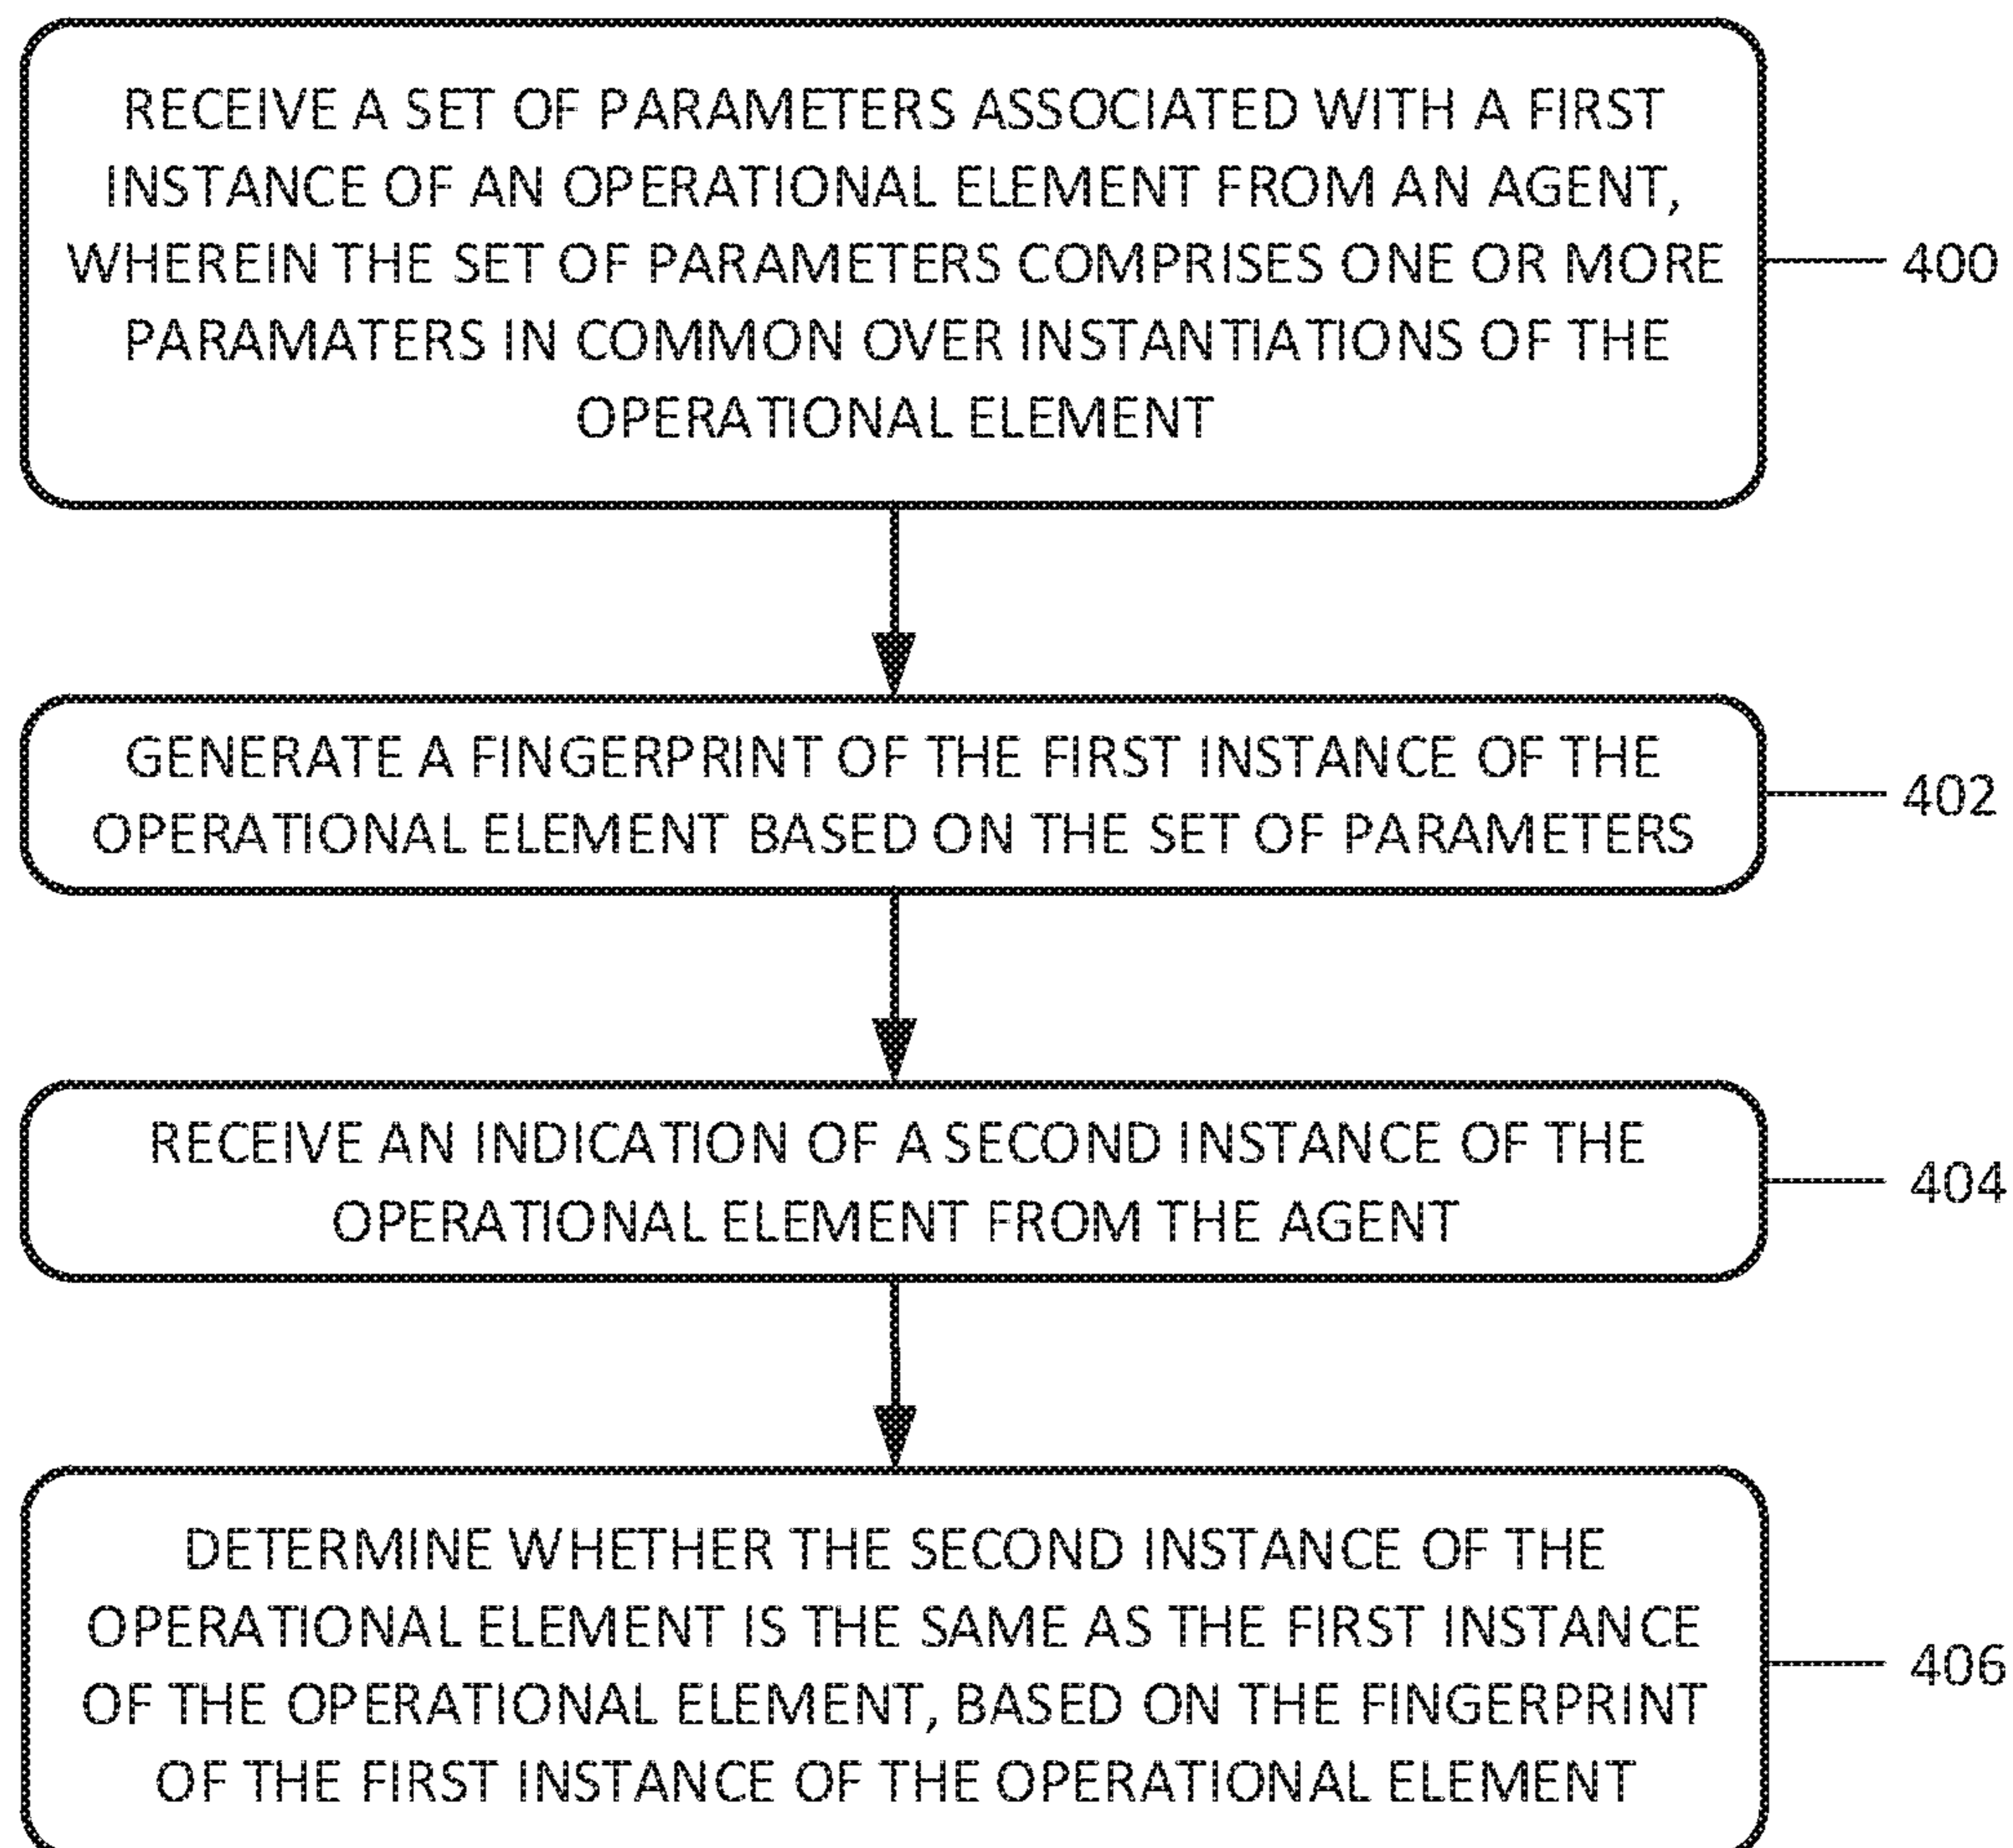 RECEIVE A SET OF PARAMETERS ASSOCIATED WITH A FIRST
INSTANCE OF AN OPERATIONAL ELEMENT FROM AN AGENT,
WHEREIN THE SET OF PARAMETERS COMPRISES ONE OR MORE
PARAMATERS IN COMMON OVER INSTANTIATIONS OF THE
OPERATIONAL ELEMENT
400
GENERATE A FINGERPRINT OF THE FIRST INSTANCE OF THE
OPERATIONAL ELEMENT BASED ON THE SET OF PARAMETERS
402
RECEIVE AN INDICATION OF A SECOND INSTANCE OF THE
OPERATIONAL ELEMENT FROM THE AGENT
404
DETERMINE WHETHER THE SECOND INSTANCE OF THE
OPERATIONAL ELEMENT IS THE SAME AS THE FIRST INSTANCE
OF THE OPERATIONAL ELEMENT, BASED ON THE FINGERPRINT
OF THE FIRST INSTANCE OF THE OPERATIONAL ELEMENT
406